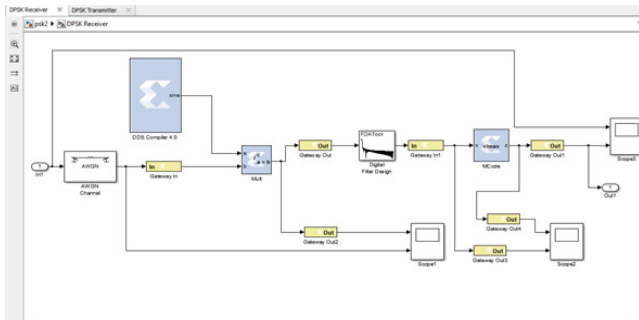 DPSK Receiver
DPSK Transmitter
psk2 DPSK Receiver
sine
DDS Compiler 4.0
FDATool
a
b
a × b
Mult
Out
Gateway Out
Digital
Filter Design
In
Gateway In1
xlmax
MCode
Out
Gateway Out1
Scope3
1
In1
AWGN
AWGN
Channel
In
Gateway In
1
Out1
Out
Gateway Out2
Scope1
Out
Gateway Out4
Out
Gateway Out3
Scope2